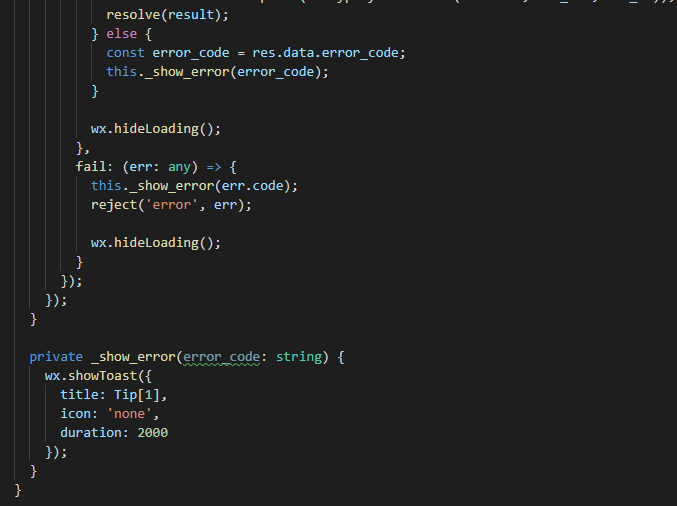 resolve(result);
} else {
const error_code = res.data.error_code;
this._show_error(error_code);
}
wx.hideLoading();
},
fail: (err: any) => {
this._show_error(err.code);
reject('error', err);
wx.hideLoading();
}
});
});
}
private _show_error(error_code: string) {
wx.showToast({
title: Tip[1],
icon: 'none',
duration: 2000
});
}
}